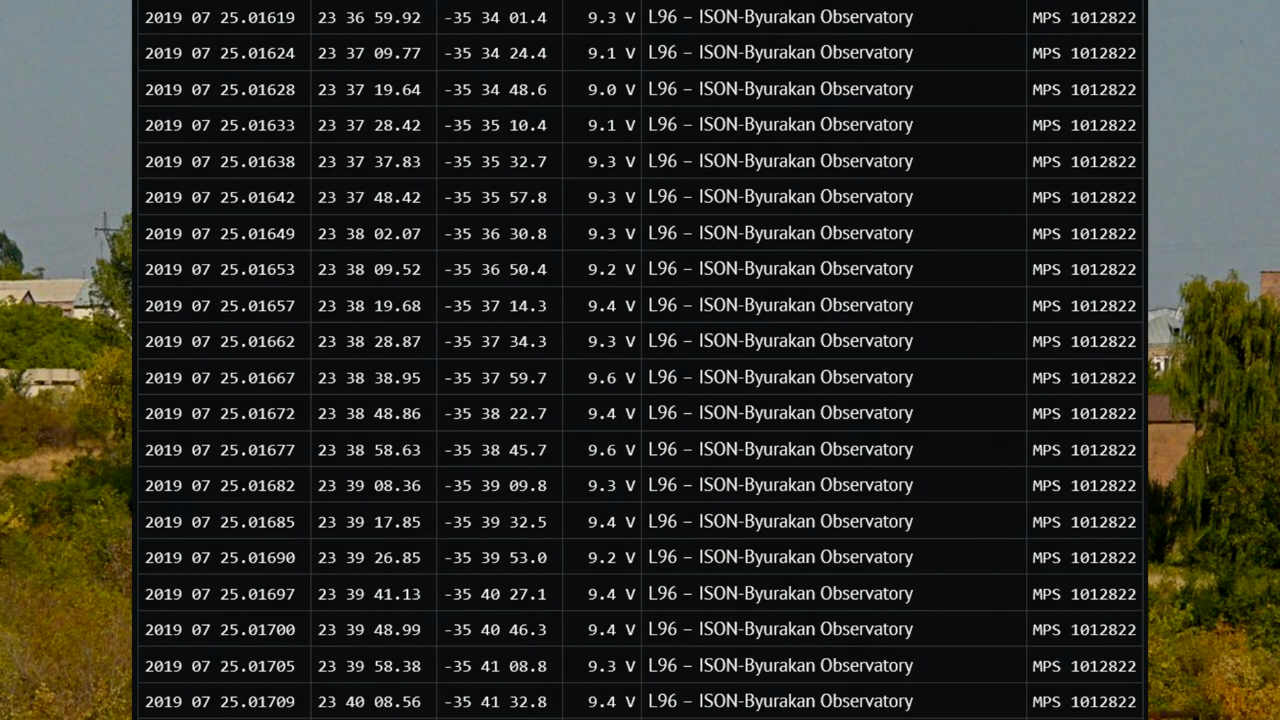 2019 07 25.01619 23 36 59.92 -35 34 01.4 9.3 V L96 – ISON-Byurakan Observatory MPS 1012822
2019 07 25.01624 23 37 09.77 -35 34 24.4 9.1 V L96 – ISON-Byurakan Observatory MPS 1012822
2019 07 25.01628 23 37 19.64 -35 34 48.6 9.0 V L96 – ISON-Byurakan Observatory MPS 1012822
2019 07 25.01633 23 37 28.42 -35 35 10.4 9.1 V L96 – ISON-Byurakan Observatory MPS 1012822
2019 07 25.01638 23 37 37.83 -35 35 32.7 9.3 V L96 – ISON-Byurakan Observatory MPS 1012822
2019 07 25.01642 23 37 48.42 -35 35 57.8 9.3 V L96 – ISON-Byurakan Observatory MPS 1012822
2019 07 25.01649 23 38 02.07 -35 36 30.8 9.3 V L96 – ISON-Byurakan Observatory MPS 1012822
2019 07 25.01653 23 38 09.52 -35 36 50.4 9.2 V L96 – ISON-Byurakan Observatory MPS 1012822
2019 07 25.01657 23 38 19.68 -35 37 14.3 9.4 V L96 – ISON-Byurakan Observatory MPS 1012822
2019 07 25.01662 23 38 28.87 -35 37 34.3 9.3 V L96 – ISON-Byurakan Observatory MPS 1012822
2019 07 25.01667 23 38 38.95 -35 37 59.7 9.6 V L96 – ISON-Byurakan Observatory MPS 1012822
2019 07 25.01672 23 38 48.86 -35 38 22.7 9.4 V L96 – ISON-Byurakan Observatory MPS 1012822
2019 07 25.01677 23 38 58.63 -35 38 45.7 9.6 V L96 – ISON-Byurakan Observatory MPS 1012822
2019 07 25.01682 23 39 08.36 -35 39 09.8 9.3 V L96 – ISON-Byurakan Observatory MPS 1012822
2019 07 25.01685 23 39 17.85 -35 39 32.5 9.4 V L96 – ISON-Byurakan Observatory MPS 1012822
2019 07 25.01690 23 39 26.85 -35 39 53.0 9.2 V L96 – ISON-Byurakan Observatory MPS 1012822
2019 07 25.01697 23 39 41.13 -35 40 27.1 9.4 V L96 – ISON-Byurakan Observatory MPS 1012822
2019 07 25.01700 23 39 48.99 -35 40 46.3 9.4 V L96 – ISON-Byurakan Observatory MPS 1012822
2019 07 25.01705 23 39 58.38 -35 41 08.8 9.3 V L96 – ISON-Byurakan Observatory MPS 1012822
2019 07 25.01709 23 40 08.56 -35 41 32.8 9.4 V L96 – ISON-Byurakan Observatory MPS 1012822